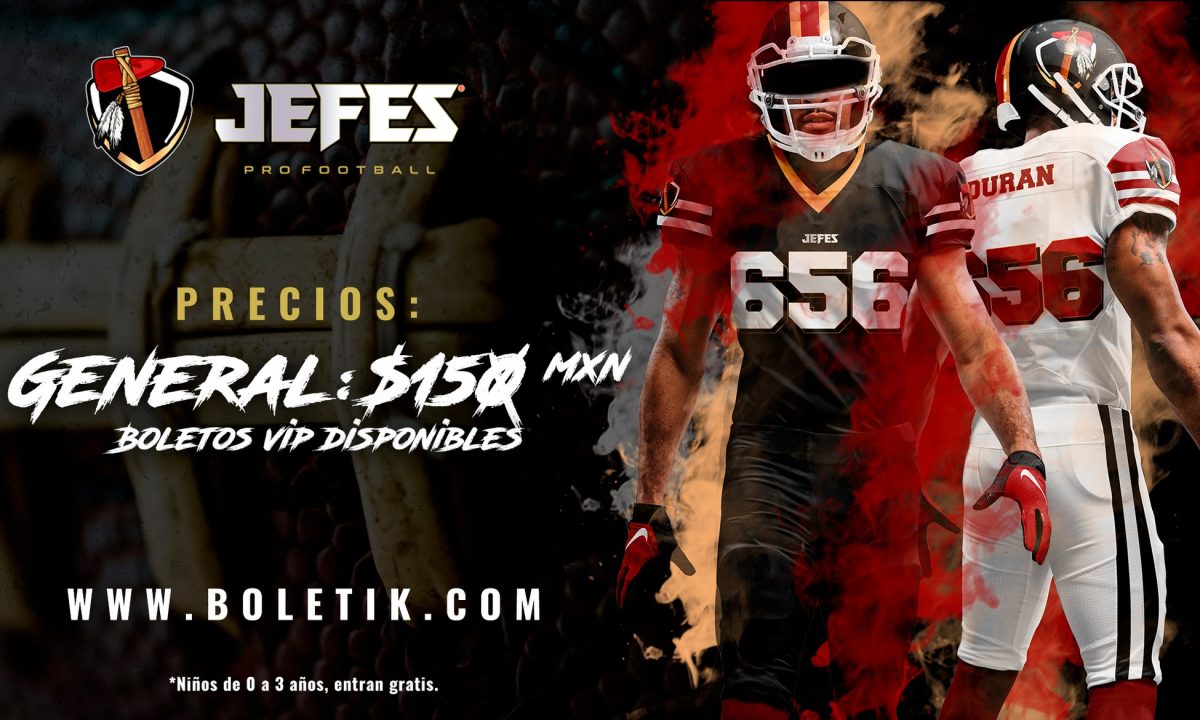 JEFES
PRO FOOTBALL
PRECIOS:
GENERAL: $150 MXN
BOLETOS VIP DISPONIBLES
WWW.BOLETIK.COM
*Niños de 0 a 3 años, entran gratis.
JEFES
656
DURAN
656